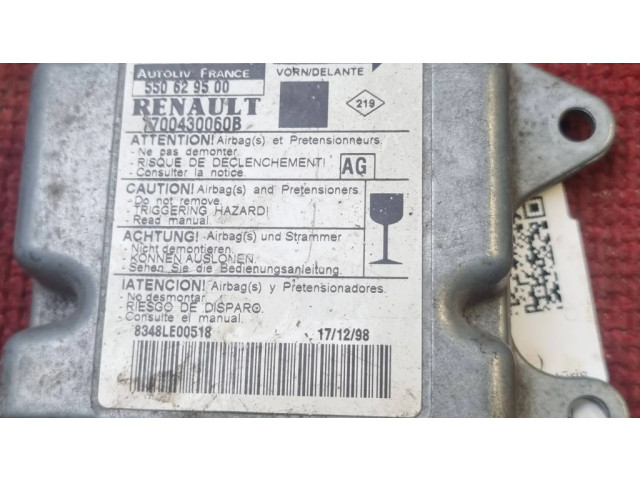 AUTOLIV FRANCE
VORN/DELANTE
550 62 95 00
RENAULT
7700430060B
219
ATTENTION! Airbag(s) et Pretensionneurs.
- Ne pas demonter.
- RISQUE DE DECLENCHEMENT!
- Consulter la notice.
AG
CAUTION! Airbag(s) and Pretensioners.
- Do not remove.
- TRIGGERING HAZARD!
- Read manual.
ACHTUNG! Airbag(s) und Strammer
- Nicht demontieren.
- KONNEN AUSLONEN.
- Sehen Sie die Bedienungsanleitung.
¡ATENCION! Airbag(s) y Pretensionadores.
- No desmontar.
- RIESGO DE DISPARO.
- Consulte el manual.
8348LE00518
17/12/98